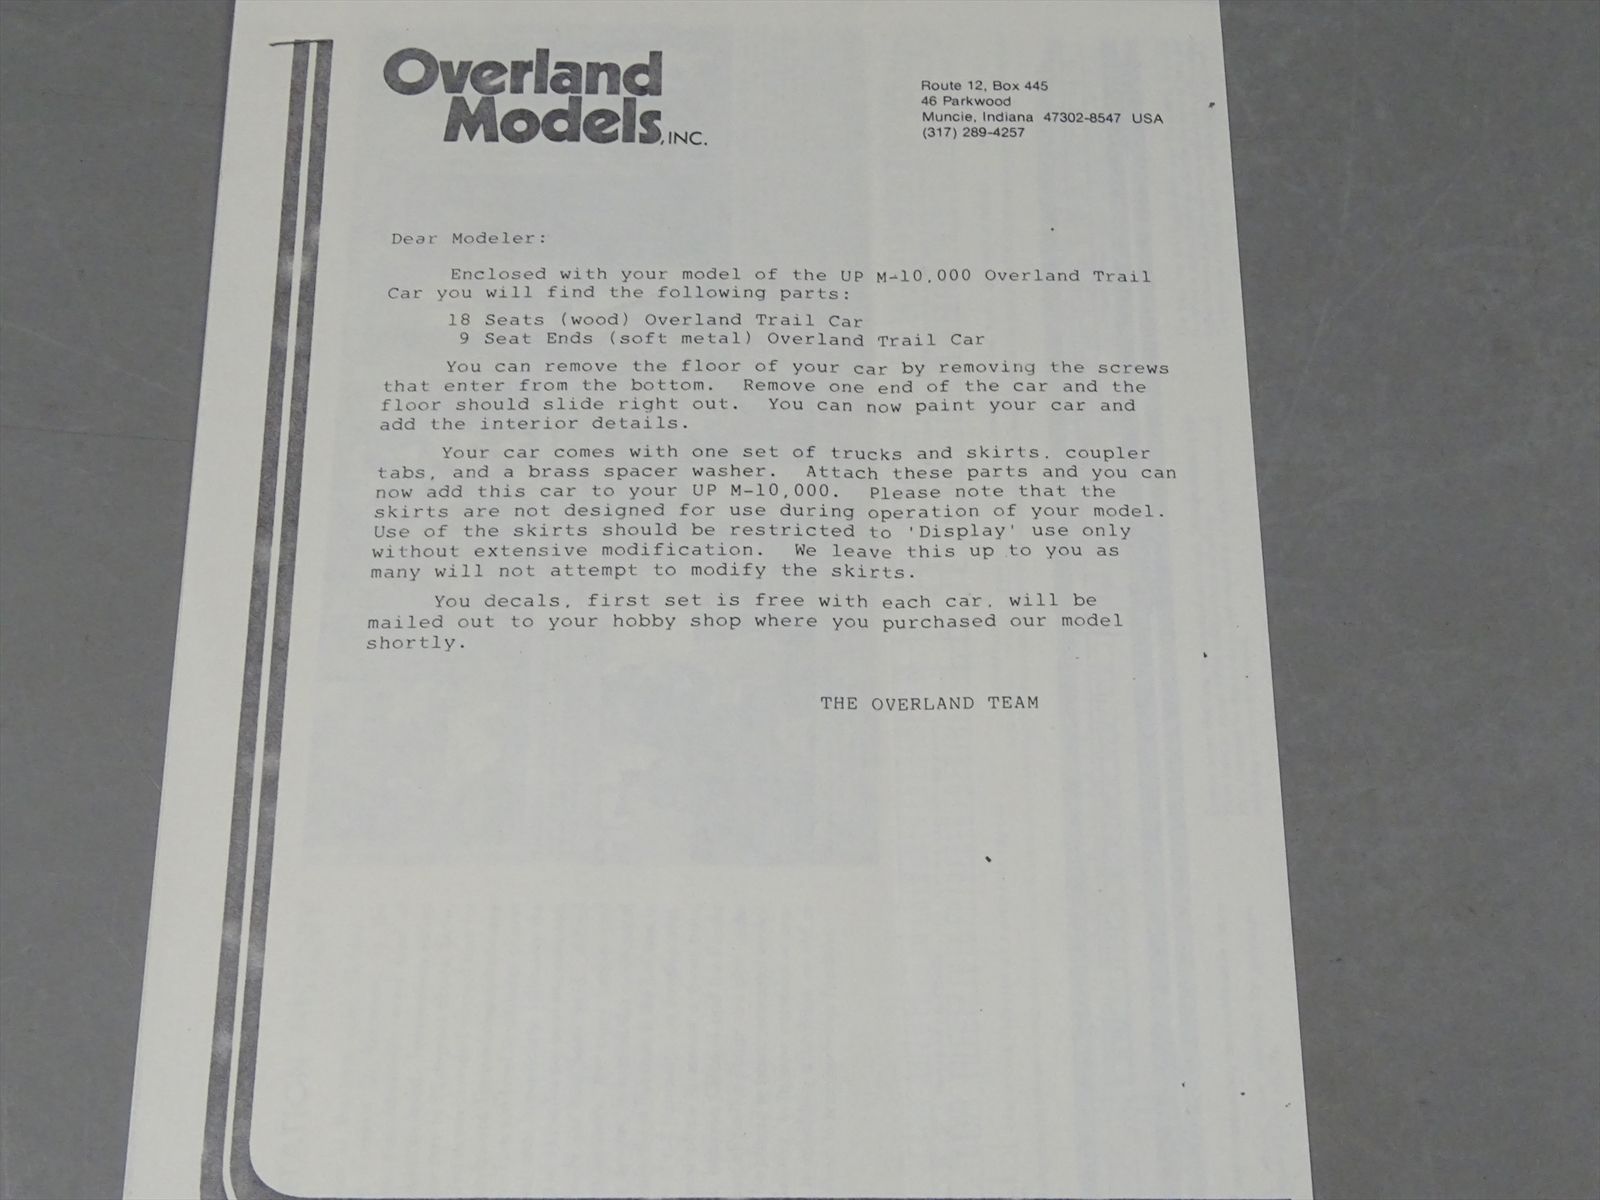 Overland
Models, INC.
Route 12, Box 445
46 Parkwood
Muncie, Indiana 47302-8547 USA
(317) 289-4257
Dear Modeler:
Enclosed with your model of the UP M-10,000 Overland Trail
Car you will find the following parts:
18 Seats (wood) Overland Trail Car
9 Seat Ends (soft metal) Overland Trail Car
You can remove the floor of your car by removing the screws
that enter from the bottom. Remove one end of the car and the
floor should slide right out. You can now paint your car and
add the interior details.
Your car comes with one set of trucks and skirts, coupler
tabs, and a brass spacer washer. Attach these parts and you can
now add this car to your UP M-10,000. Please note that the
skirts are not designed for use during operation of your model.
Use of the skirts should be restricted to 'Display' use only
without extensive modification. We leave this up to you as
many will not attempt to modify the skirts.
You decals, first set is free with each car, will be
mailed out to your hobby shop where you purchased our model
shortly.
THE OVERLAND TEAM